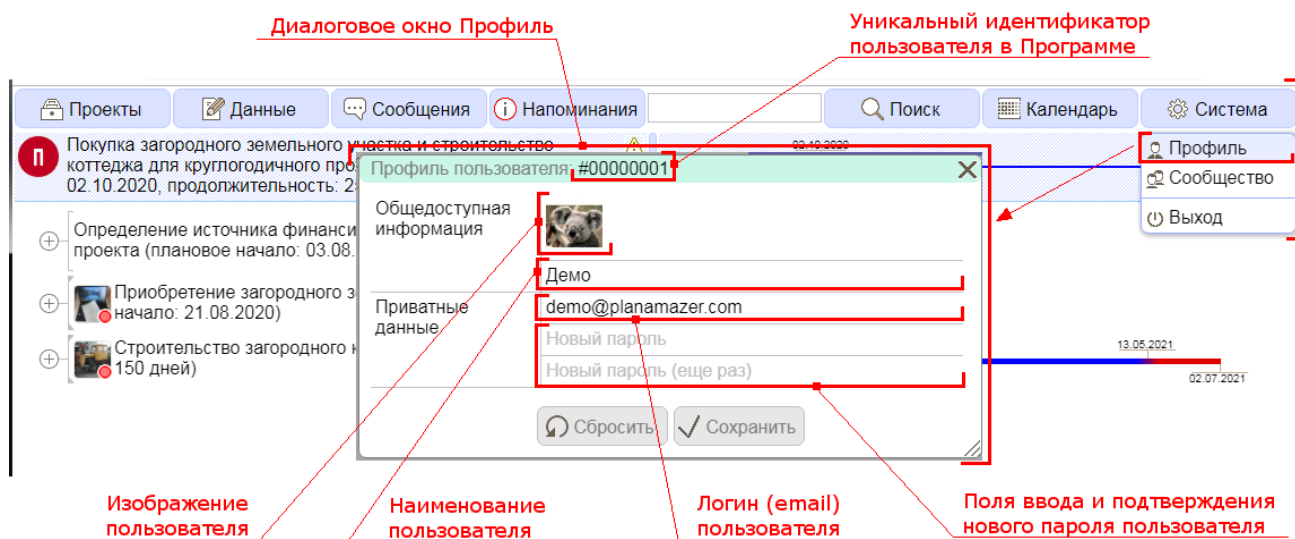 Диалоговое окно Профиль
Уникальный идентификатор
пользователя в Программе
Проекты
Данные
Сообщения
Напоминания
Поиск
Календарь
Система
П
Покупка загородного земельного участка и строительство
коттеджа для круглогодичного
02.10.2020, продолжительность:
02.10.2020
Профиль
Сообщество
Выход
Профиль пользователя: #00000001
Общедоступная
информация
Демо
Приватные
данные
demo@planamazer.com
Новый пароль
Новый пароль (еще раз)
Сбросить
Сохранить
Определение источника
проекта (плановое начало: 03.08.
Приобретение загородного
начало: 21.08.2020)
Строительство загородного
150 дней)
13.05.2021
02.07.2021
Изображение
пользователя
Наименование
пользователя
Логин (email)
пользователя
Поля ввода и подтверждения
нового пароля пользователя